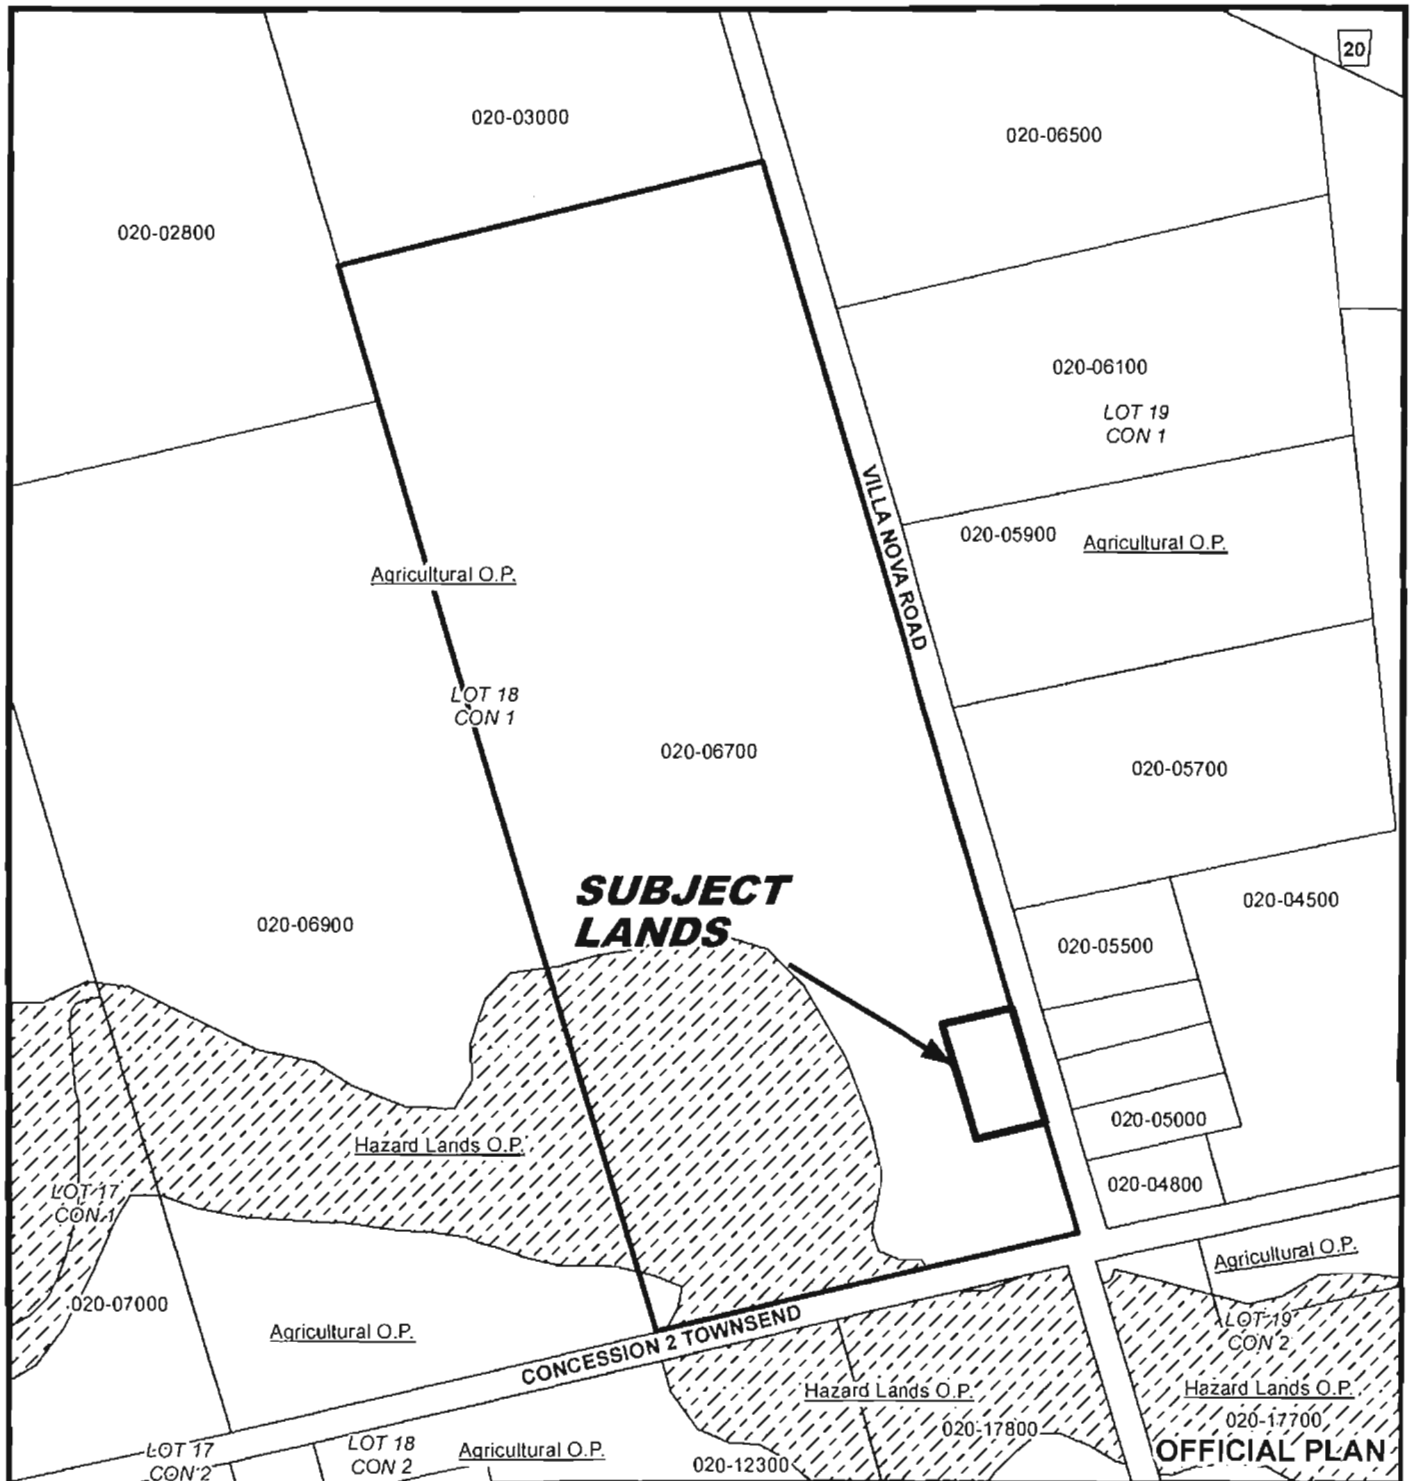 20
020-03000
020-06500
020-02800
020-06100
LOT 19
CON 1
VILLA NOVA ROAD
020-05900
Agricultural O.P.
Agricultural O.P.
LOT 18
CON 1
020-06700
020-05700
SUBJECT
LANDS
020-04500
020-06900
020-05500
020-05000
Hazard Lands O.P.
LOT 17
CON 1
020-04800
Agricultural O.P.
020-07000
Agricultural O.P.
CONCESSION 2 TOWNSEND
LOT 19
CON 2
Hazard Lands O.P.
Hazard Lands O.P.
020-17700
020-17800
LOT 17
CON 2
LOT 18
CON 2
Agricultural O.P.
020-12300
OFFICIAL PLAN